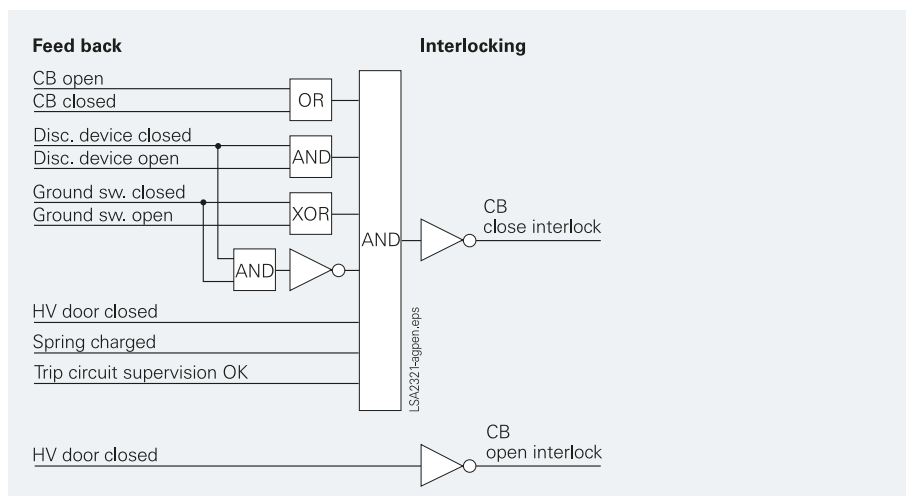 Feed back
Interlocking
CB open
CB closed
OR
Disc. device closed
Disc. device open
AND
Ground sw. closed
Ground sw. open
XOR
CB
close interlock
AND
AND
HV door closed
Spring charged
Trip circuit supervision OK
LSA2321-agpen.eps
CB
open interlock
HV door closed